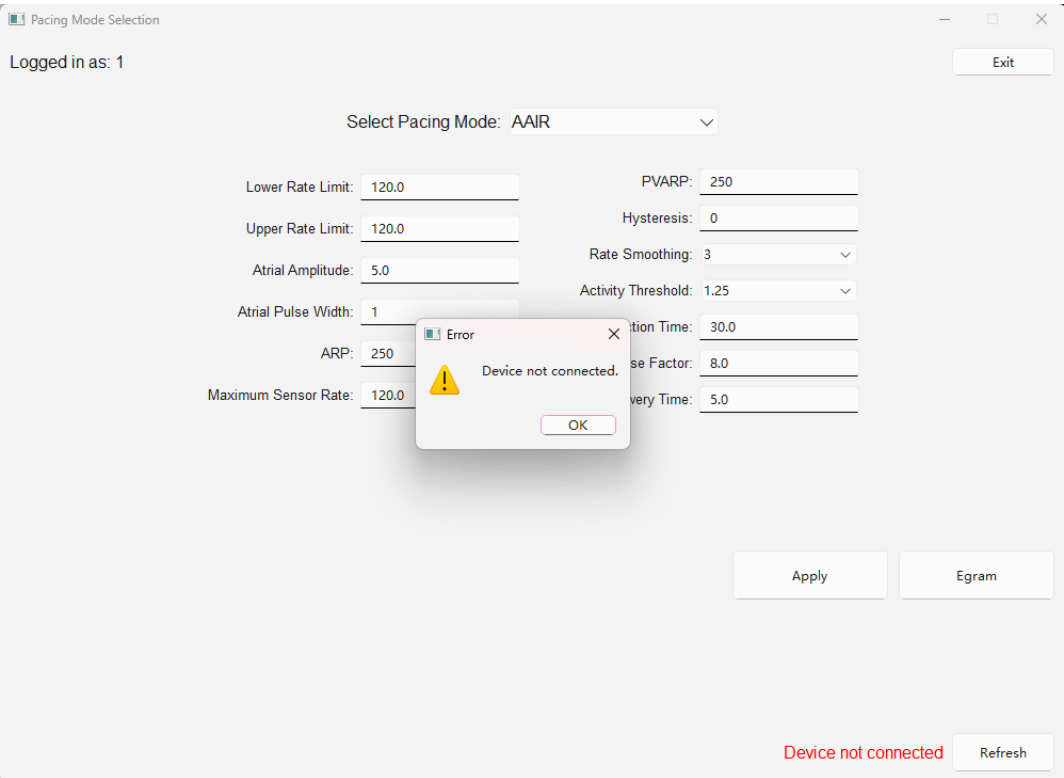 Pacing Mode Selection
Logged in as: 1
Exit
Select Pacing Mode: AAIR
Lower Rate Limit: 120.0
Upper Rate Limit: 120.0
Atrial Amplitude: 5.0
Atrial Pulse Width: 1
ARP: 250
Maximum Sensor Rate: 120.0
PVARP: 250
Hysteresis: 0
Rate Smoothing: 3
Activity Threshold: 1.25
Time: 30.0
Factor: 8.0
Time: 5.0
Error
Device not connected.
OK
Apply
Egram
Device not connected
Refresh